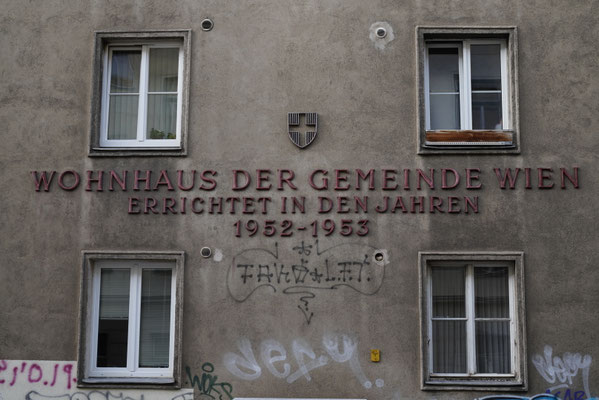 WOHNHAUS DER GEMEINDE WIEN
ERRICHTET IN DEN JAHREN
1952-1953